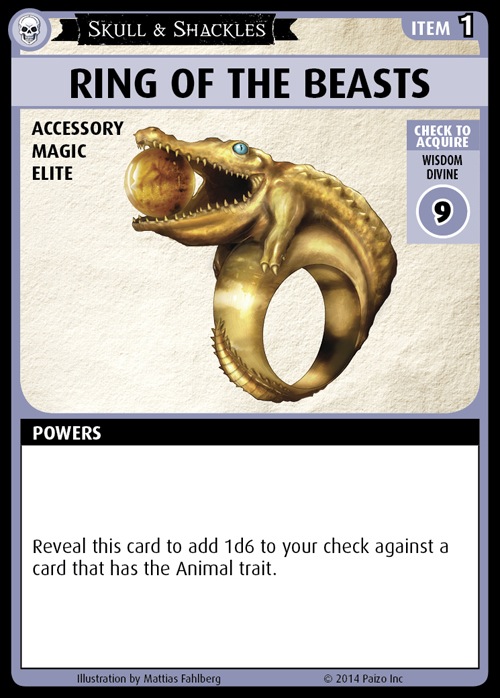 SKULL & SHACKLES
ITEM 1
RING OF THE BEASTS
ACCESSORY
MAGIC
ELITE
CHECK TO
ACQUIRE
WISDOM
DIVINE
9
POWERS
Reveal this card to add 1d6 to your check against a
card that has the Animal trait.
Illustration by Mattias Fahlberg
© 2014 Paizo Inc